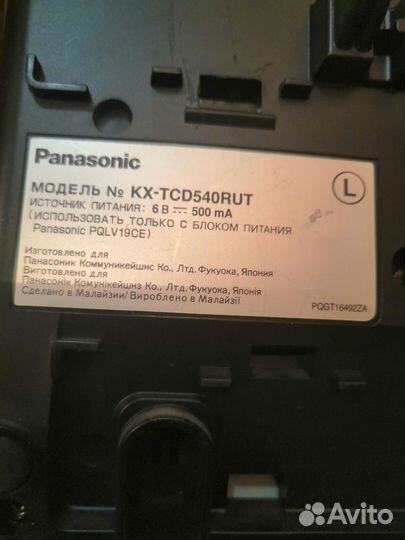 Panasonic
МОДЕЛЬ № KX-TCD540RUT
ИСТОЧНИК ПИТАНИЯ: 6 В ⎓ 500 mA
(ИСПОЛЬЗОВАТЬ ТОЛЬКО С БЛОКОМ ПИТАНИЯ
Panasonic PQLV19CE)
L
Изготовлено для
Панасоник Коммуникейшнс Ко., Лтд. Фукуока, Япония
Виготовлено для
Панасонік Комунікейшнз Ко., Лтд. Фукуока, Японія
Сделано в Малайзии/Вироблено в Малайзії
PQGT16492ZA
Avito